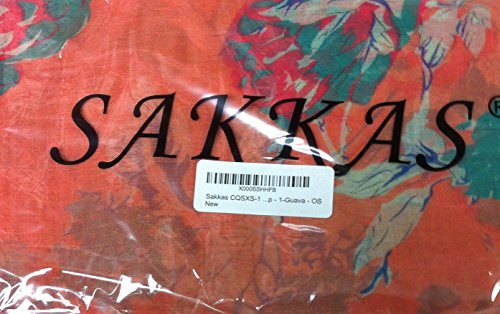 SAKKAS®
X000SSHHFB
Sakkas CQSXS-1 ...p - 1-Guava - OS
New